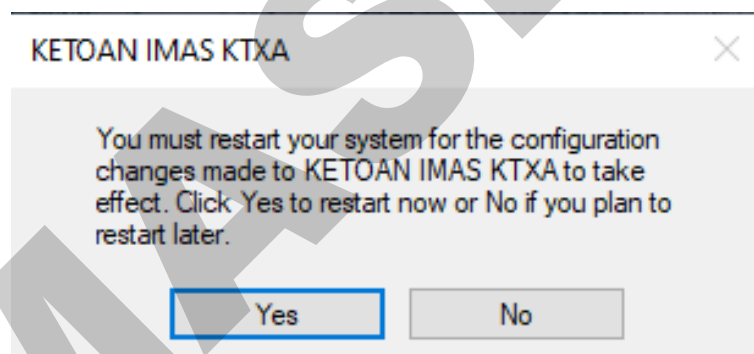 KETOAN IMAS KTXA
You must restart your system for the configuration
changes made to KETOAN IMAS KTXA to take
effect. Click Yes to restart now or No if you plan to
restart later.
Yes No